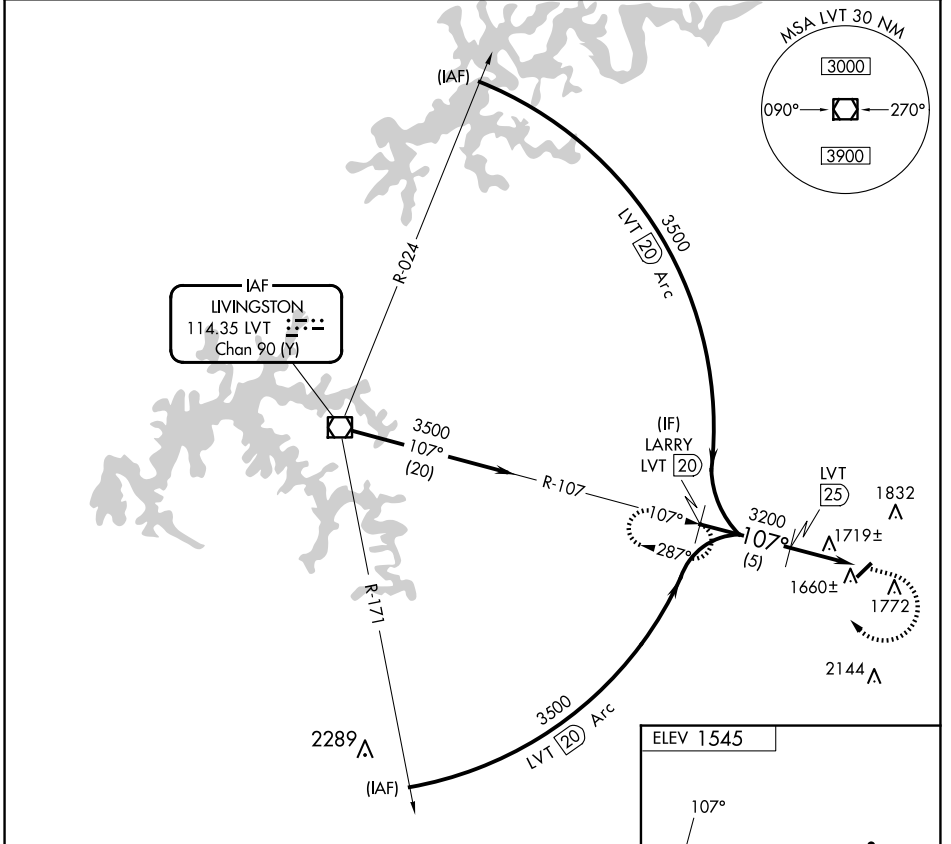 MSA LVT 30 NM
3000
090°
270°
3900
(IAF)
3500
LVT 20 Arc
R-024
IAF
LIVINGSTON
114.35 LVT
Chan 90 (Y)
3500
107°
(20)
R-107
(IF)
LARRY
LVT 20
LVT
25
1832
107°
287°
3200
107°
(5)
1719±
1660±
1772
R-171
2144
3500
LVT 20 Arc
2289
(IAF)
ELEV 1545
107°